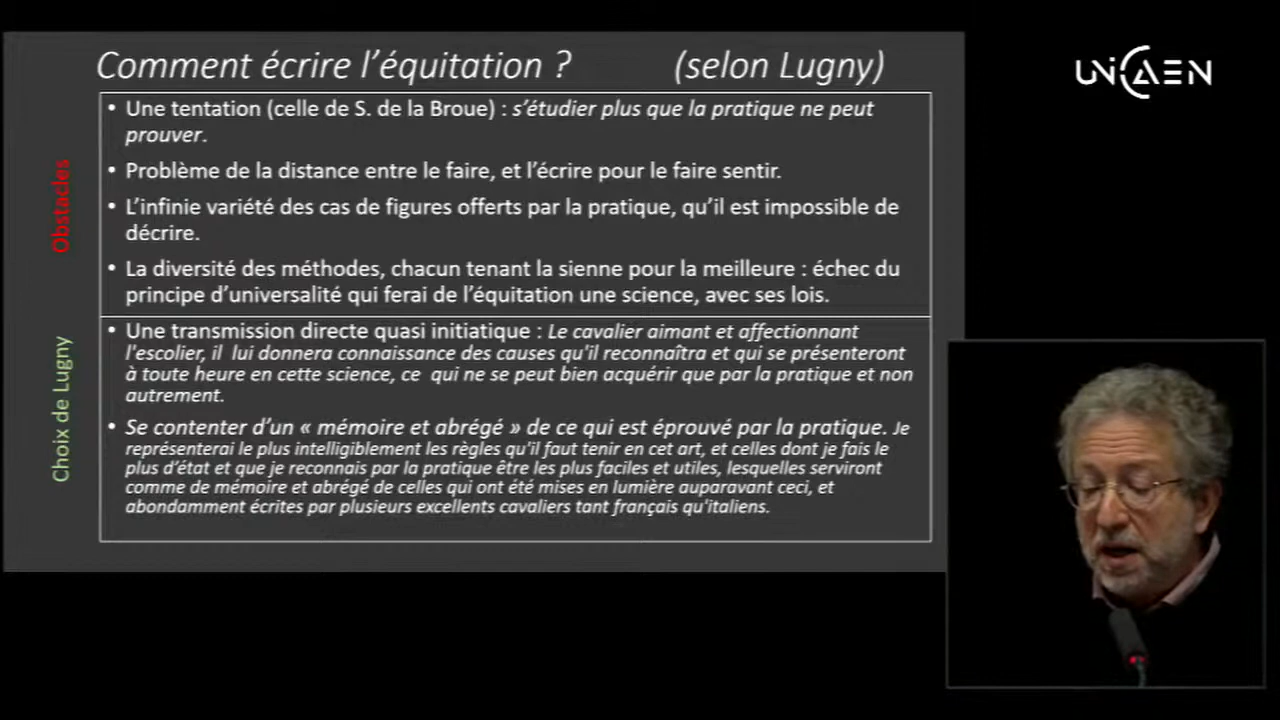 Comment écrire l’équitation ? (selon Lugny)
UNICAEN
Obstacles
• Une tentation (celle de S. de la Broue) : s’étudier plus que la pratique ne peut
prouver.
• Problème de la distance entre le faire, et l’écrire pour le faire sentir.
• L’infinie variété des cas de figures offerts par la pratique, qu’il est impossible de
décrire.
• La diversité des méthodes, chacun tenant la sienne pour la meilleure : échec du
principe d’universalité qui ferai de l’équitation une science, avec ses lois.
Choix de Lugny
• Une transmission directe quasi initiatique : Le cavalier aimant et affectionnant
l'escolier, il lui donnera connaissance des causes qu'il reconnaîtra et qui se présenteront
à toute heure en cette science, ce qui ne se peut bien acquérir que par la pratique et non
autrement.
• Se contenter d’un « mémoire et abrégé » de ce qui est éprouvé par la pratique. Je
représenterai le plus intelligiblement les règles qu'il faut tenir en cet art, et celles dont je fais le
plus d’état et que je reconnais par la pratique être les plus faciles et utiles, lesquelles serviront
comme de mémoire et abrégé de celles qui ont été mises en lumière auparavant ceci, et
abondamment écrites par plusieurs excellents cavaliers tant français qu'italiens.